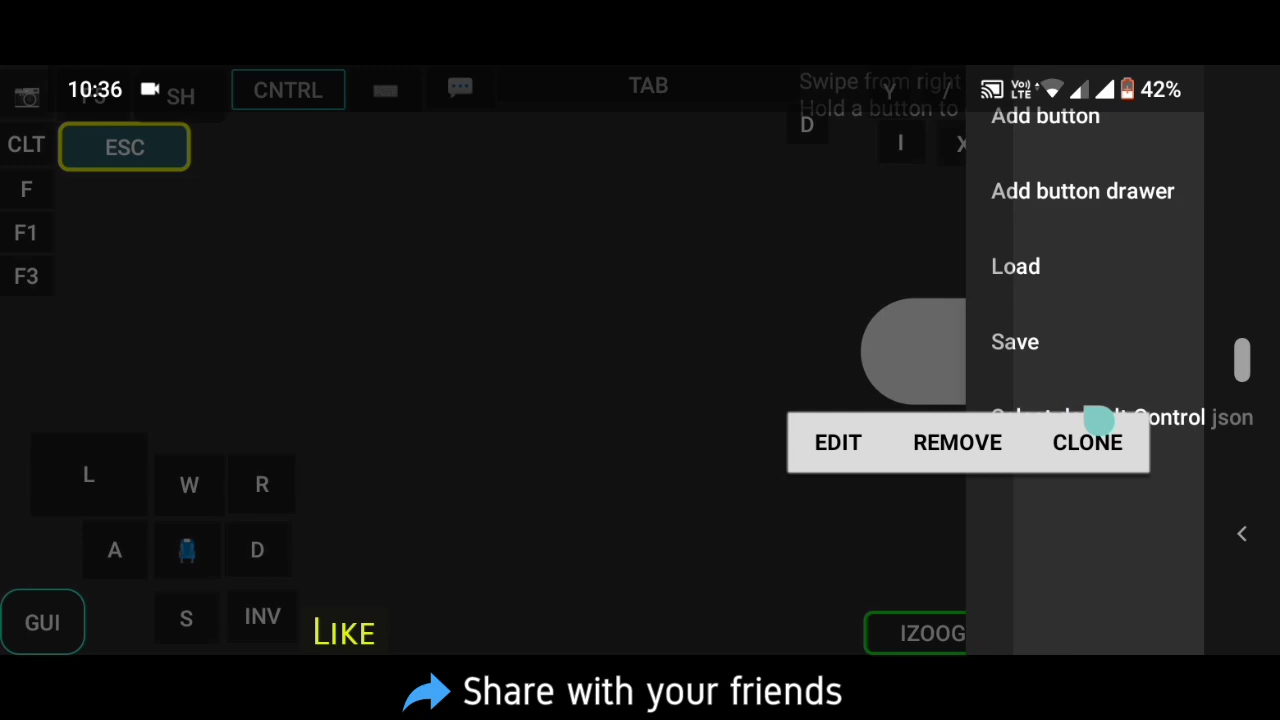 10:36
VoLTE 42%
SH
CNTRL
TAB
Swipe from right
Hold a button to
Y
/
D
I
X
CLT
ESC
F
F1
F3
Add button
Add button drawer
Load
Save
Control json
EDIT REMOVE CLONE
L
W
R
A
D
GUI
S
INV
LIKE
IZOOG
Share with your friends